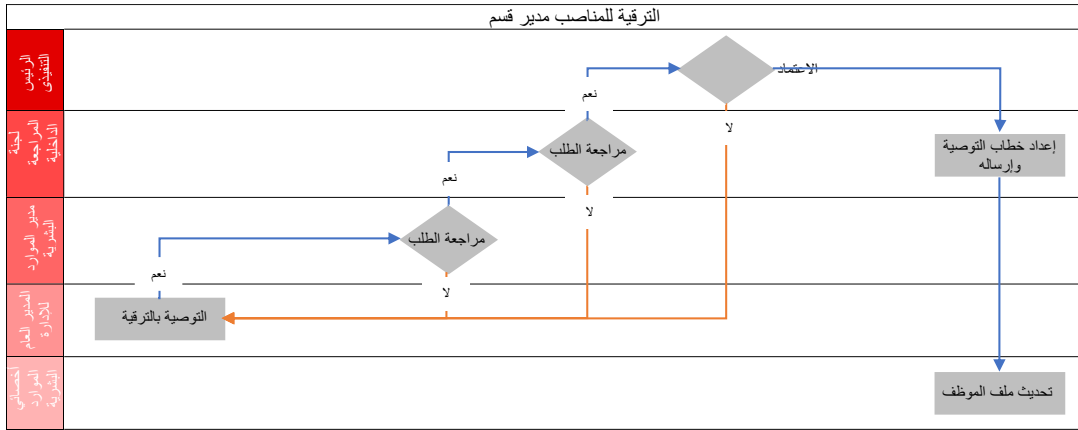 الترقية للمناصب مدير قسم
الرئيس
التنفيذى
الاعتماد
نعم
لا
لجنة
المراجعة
الداخلية
مراجعة الطلب
إعداد خطاب التوصية
وإرساله
نعم
لا
مدير الموارد
البشرية
مراجعة الطلب
نعم
لا
المدير العام
للإدارة
التوصية بالترقية
أخصائي
الموارد
البشرية
تحديث ملف الموظف